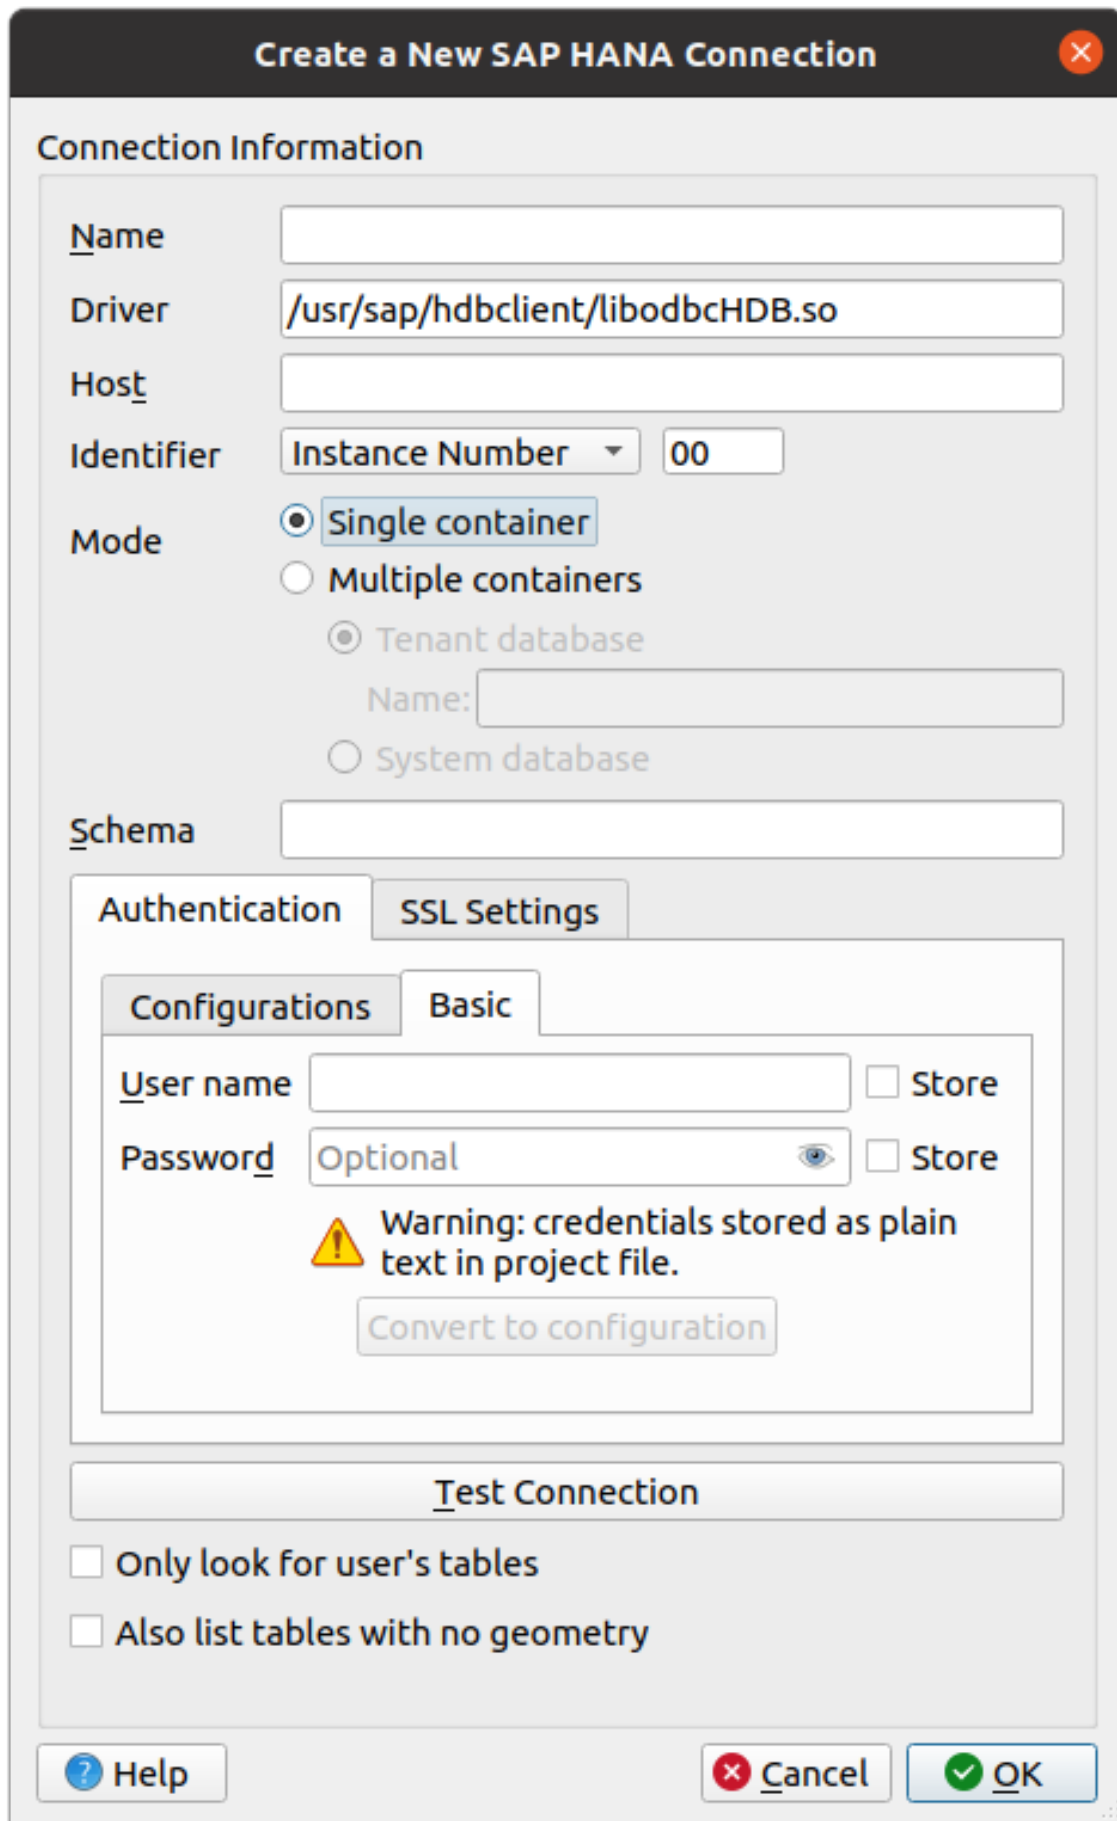 Create a New SAP HANA Connection
Connection Information
Name
Driver /usr/sap/hdbclient/libodbcHDB.so
Host
Identifier Instance Number 00
Mode Single container
Multiple containers
Tenant database
Name:
System database
Schema
Authentication SSL Settings
Configurations Basic
User name Store
Password Optional Store
Warning: credentials stored as plain
text in project file.
Convert to configuration
Test Connection
Only look for user's tables
Also list tables with no geometry
Help Cancel OK